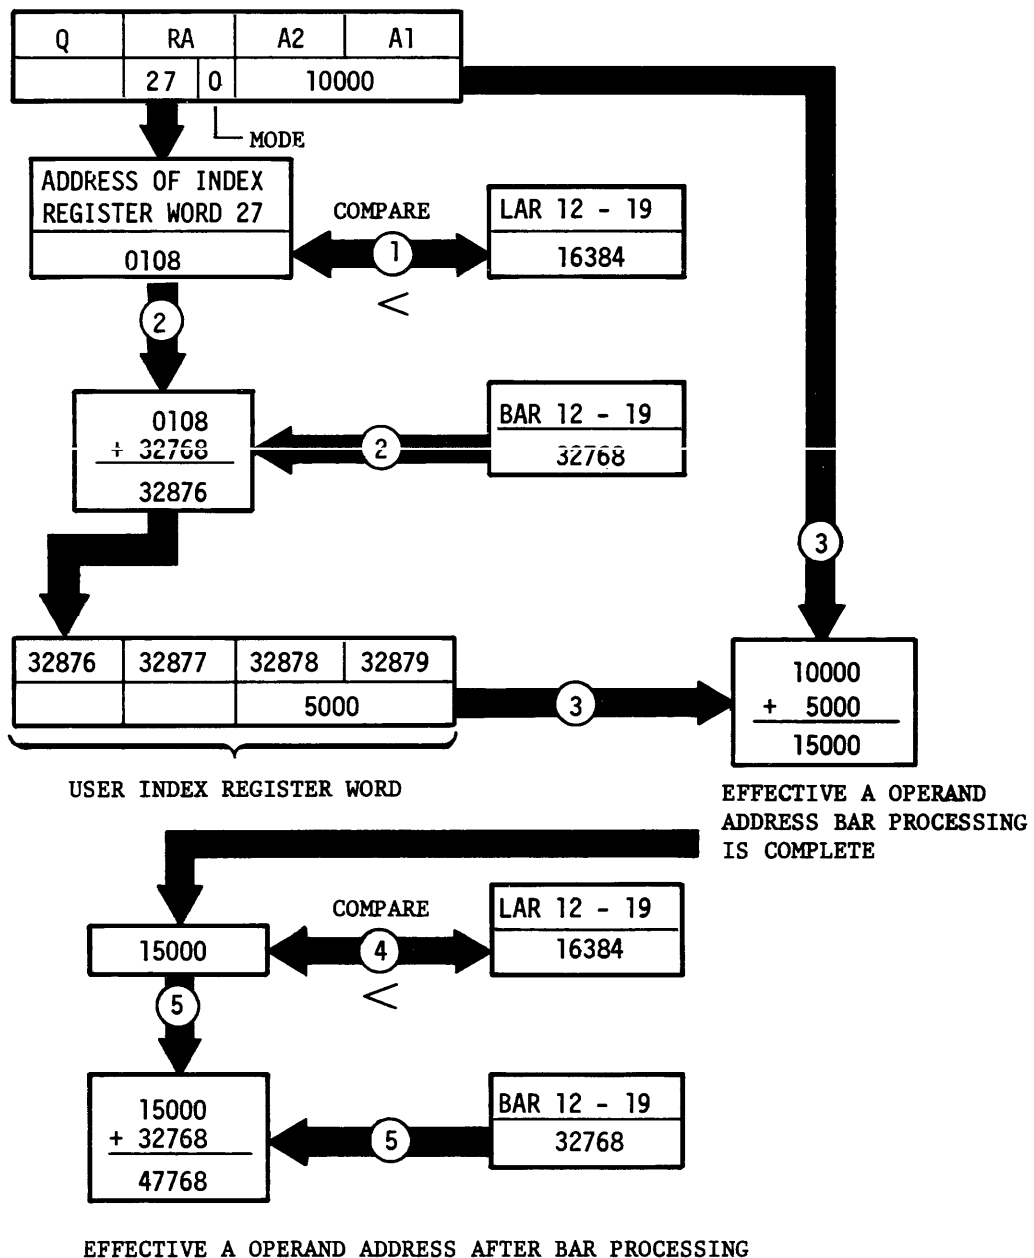 Q RA A2 A1
27 0 10000
MODE
ADDRESS OF INDEX
REGISTER WORD 27
0108
COMPARE
1
<
LAR 12 - 19
16384
2
0108
+ 32768
32876
2
BAR 12 - 19
32768
3
32876 32877 32878 32879
5000
USER INDEX REGISTER WORD
3
10000
+ 5000
15000
EFFECTIVE A OPERAND
ADDRESS BAR PROCESSING
IS COMPLETE
15000
COMPARE
4
<
LAR 12 - 19
16384
5
15000
+ 32768
47768
5
BAR 12 - 19
32768
EFFECTIVE A OPERAND ADDRESS AFTER BAR PROCESSING